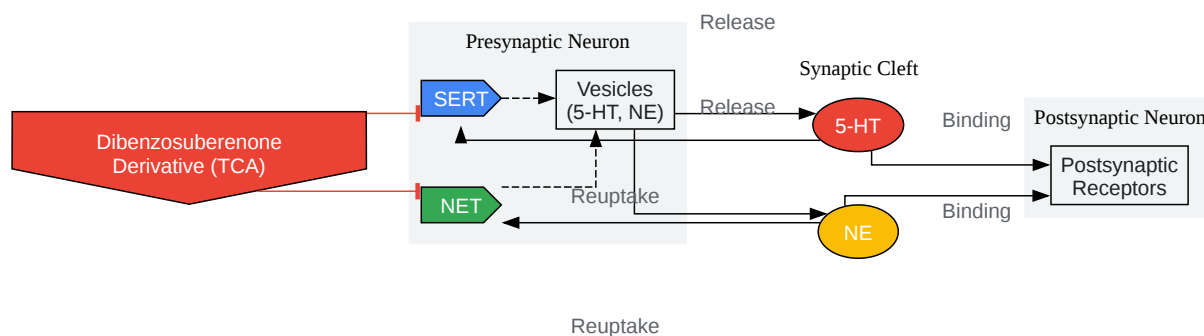 Release
Presynaptic Neuron
Synaptic Cleft
SERT
Vesicles
(5-HT, NE)
Release
5-HT
Binding
Postsynaptic Neuron
Dibenzosuberenone
Derivative (TCA)
Postsynaptic
Receptors
NET
Reuptake
Binding
NE
Reuptake